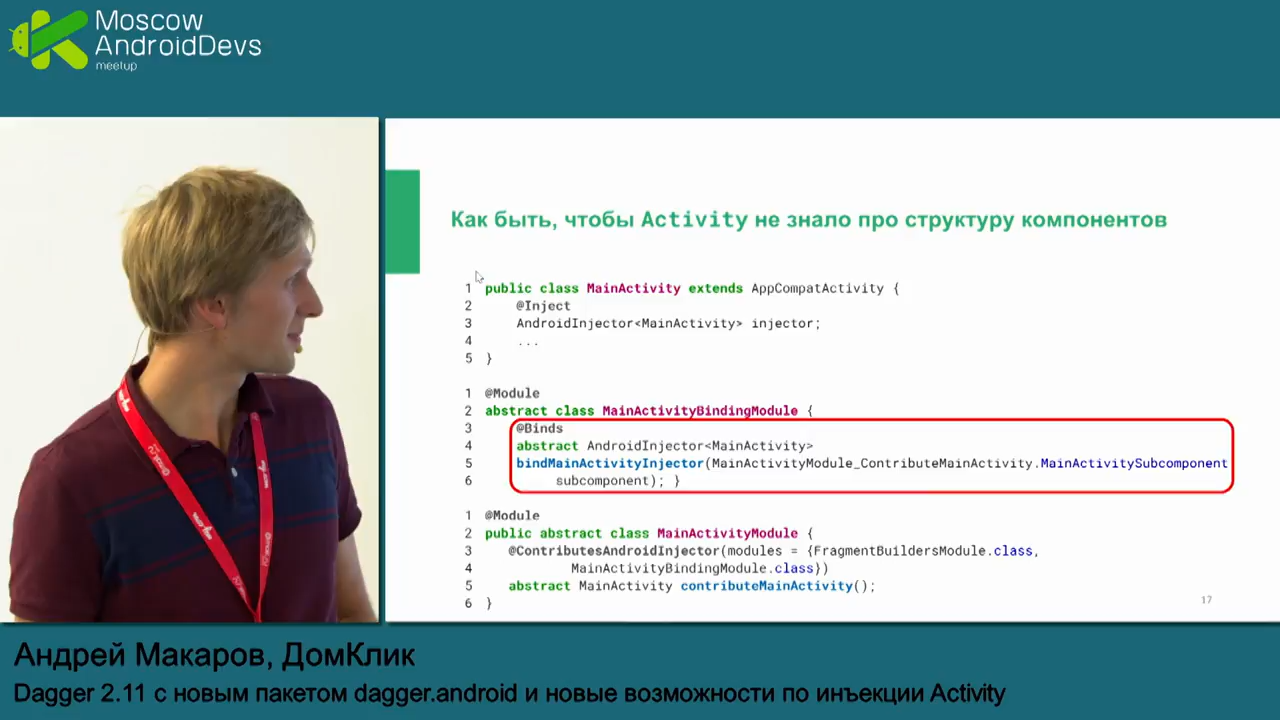 Moscow
AndroidDevs
meetup
Как быть, чтобы Activity не знало про структуру компонентов
1 public class MainActivity extends AppCompatActivity {
2 @Inject
3 AndroidInjector<MainActivity> injector;
4 ...
5 }
1 @Module
2 abstract class MainActivityBindingModule {
3 @Binds
4 abstract AndroidInjector<MainActivity>
5 bindMainActivityInjector(MainActivityModule_ContributeMainActivity.MainActivitySubcomponent
6 subcomponent); }
1 @Module
2 public abstract class MainActivityModule {
3 @ContributesAndroidInjector(modules = {FragmentBuildersModule.class,
4 MainActivityBindingModule.class})
5 abstract MainActivity contributeMainActivity();
6 }
17
Андрей Макаров, ДомКлик
Dagger 2.11 с новым пакетом dagger.android и новые возможности по инъекции Activity